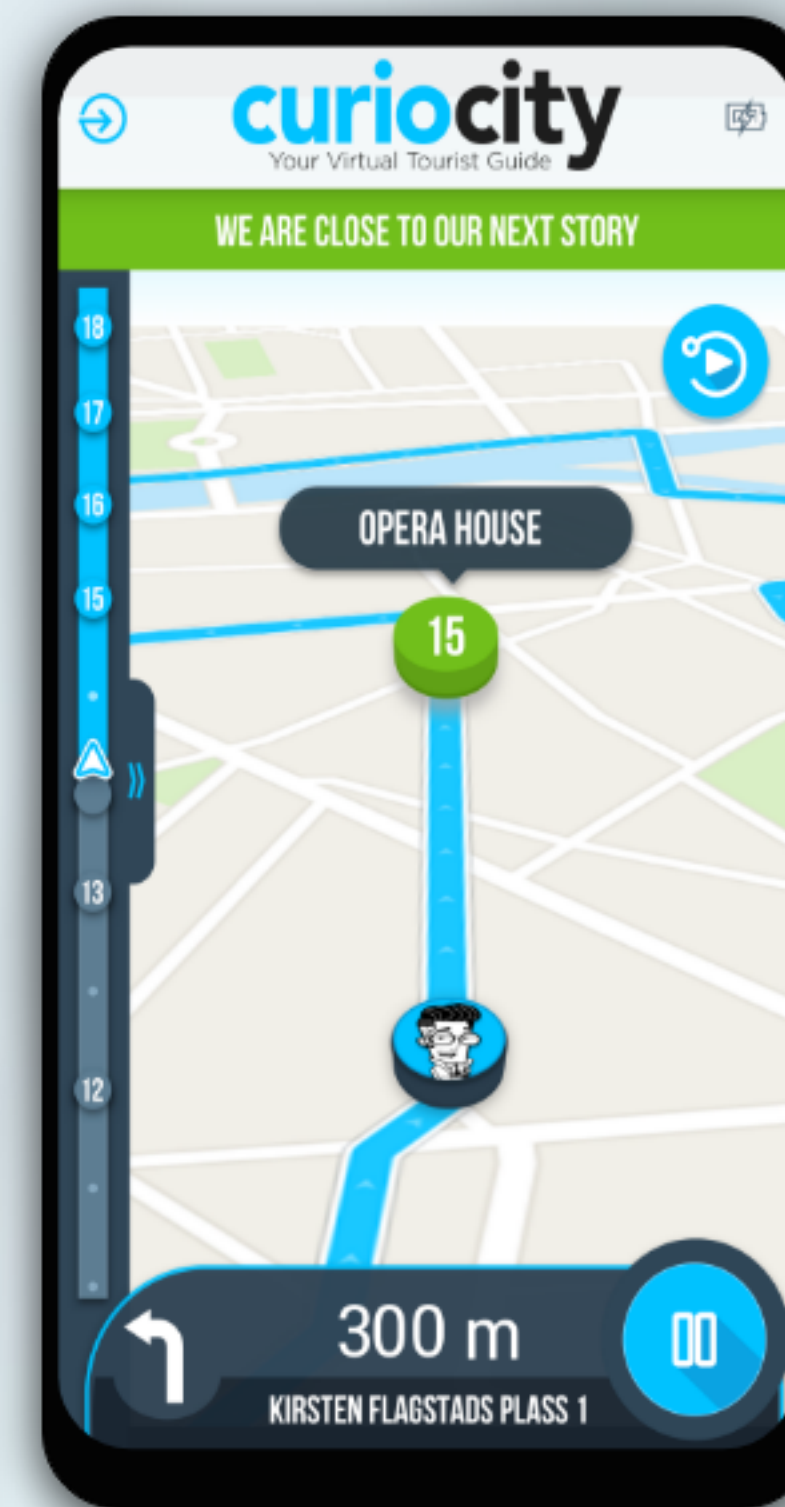 curiocity
Your Virtual Tourist Guide
WE ARE CLOSE TO OUR NEXT STORY
18
17
16
OPERA HOUSE
15
15
13
12
300 m
KIRSTEN FLAGSTADS PLASS 1